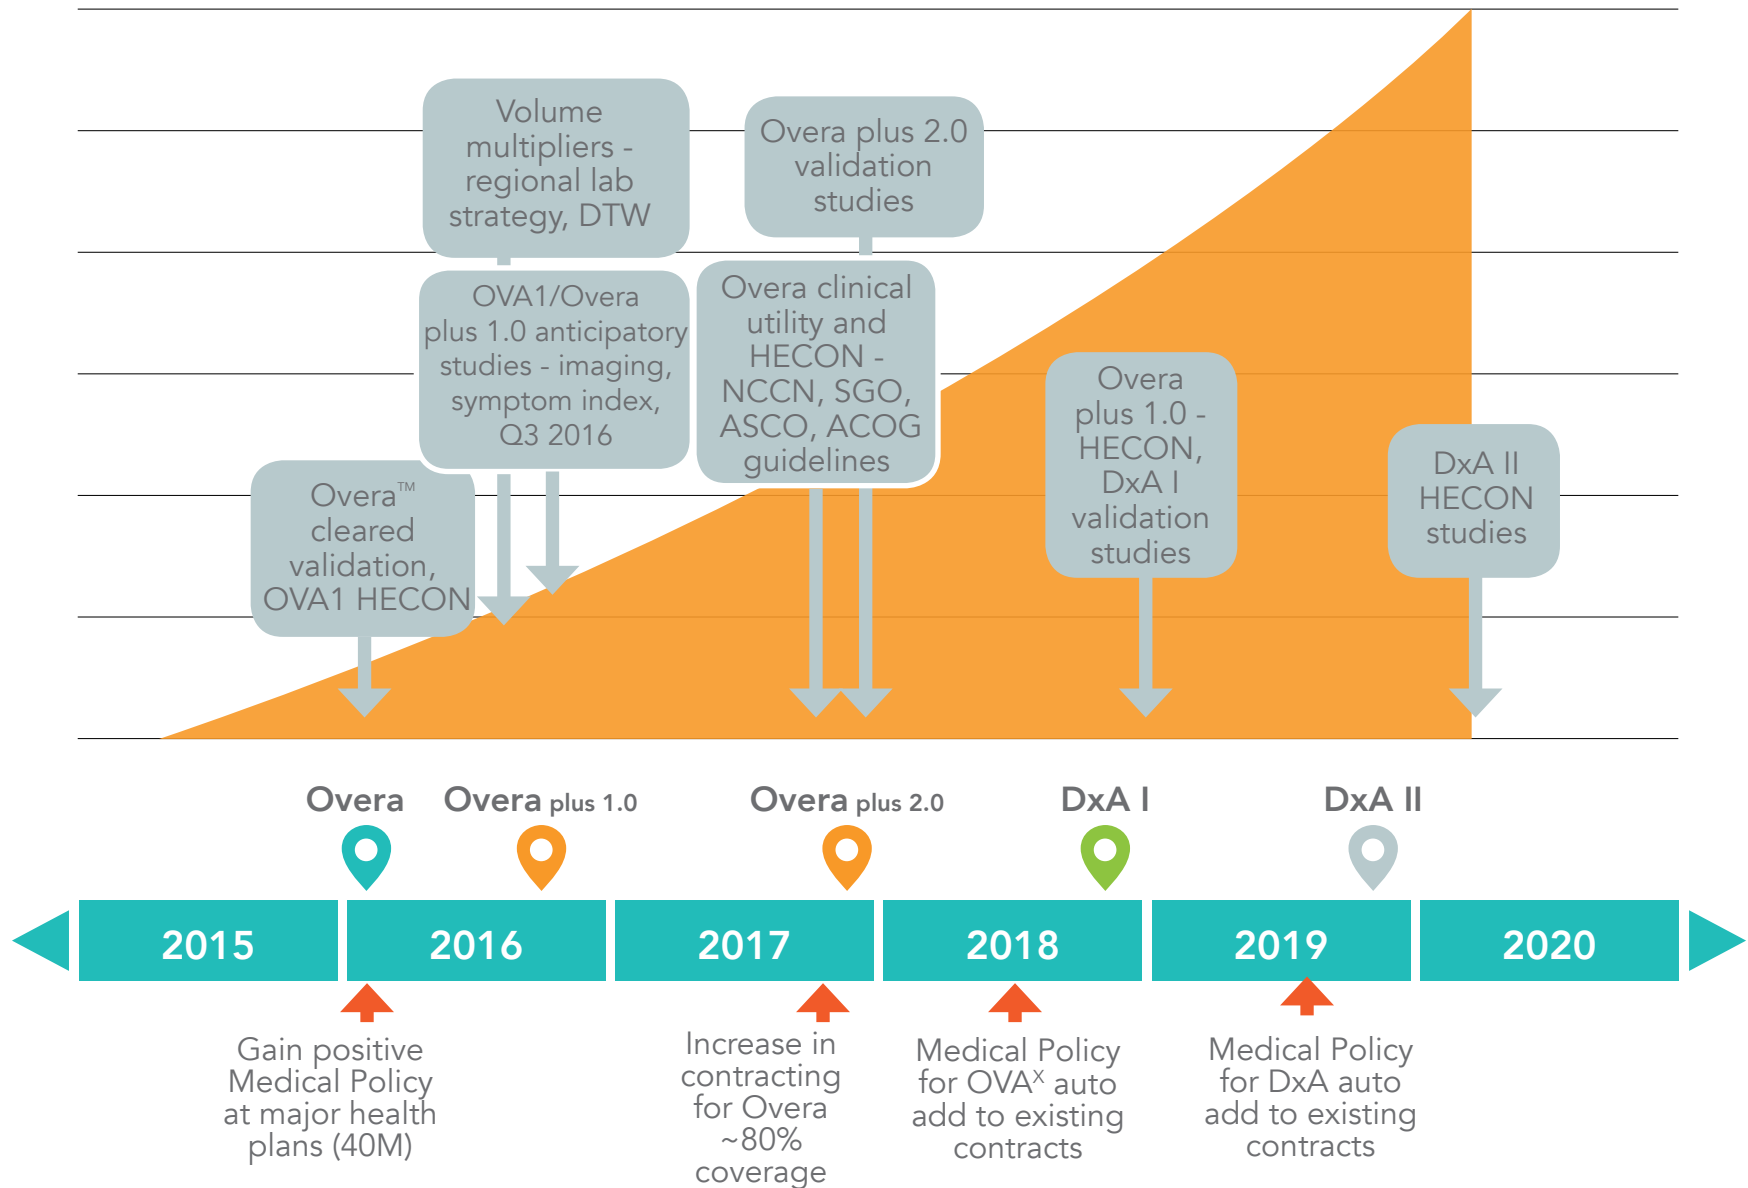 Volume
multipliers -
regional lab
strategy, DTW
Overa plus 2.0
validation
studies
OVA1/Overa
plus 1.0 anticipatory
studies - imaging,
symptom index,
Q3 2016
Overa clinical
utility and
HECON -
NCCN, SGO,
ASCO, ACOG
guidelines
Overa™
cleared
validation,
OVA1 HECON
Overa
plus 1.0 -
HECON,
DxA I
validation
studies
DxA II
HECON
studies
Overa
Overa plus 1.0
Overa plus 2.0
DxA I
DxA II
2015
2016
2017
2018
2019
2020
Gain positive
Medical Policy
at major health
plans (40M)
Increase in
contracting
for Overa
~80%
coverage
Medical Policy
for OVAˣ auto
add to existing
contracts
Medical Policy
for DxA auto
add to existing
contracts